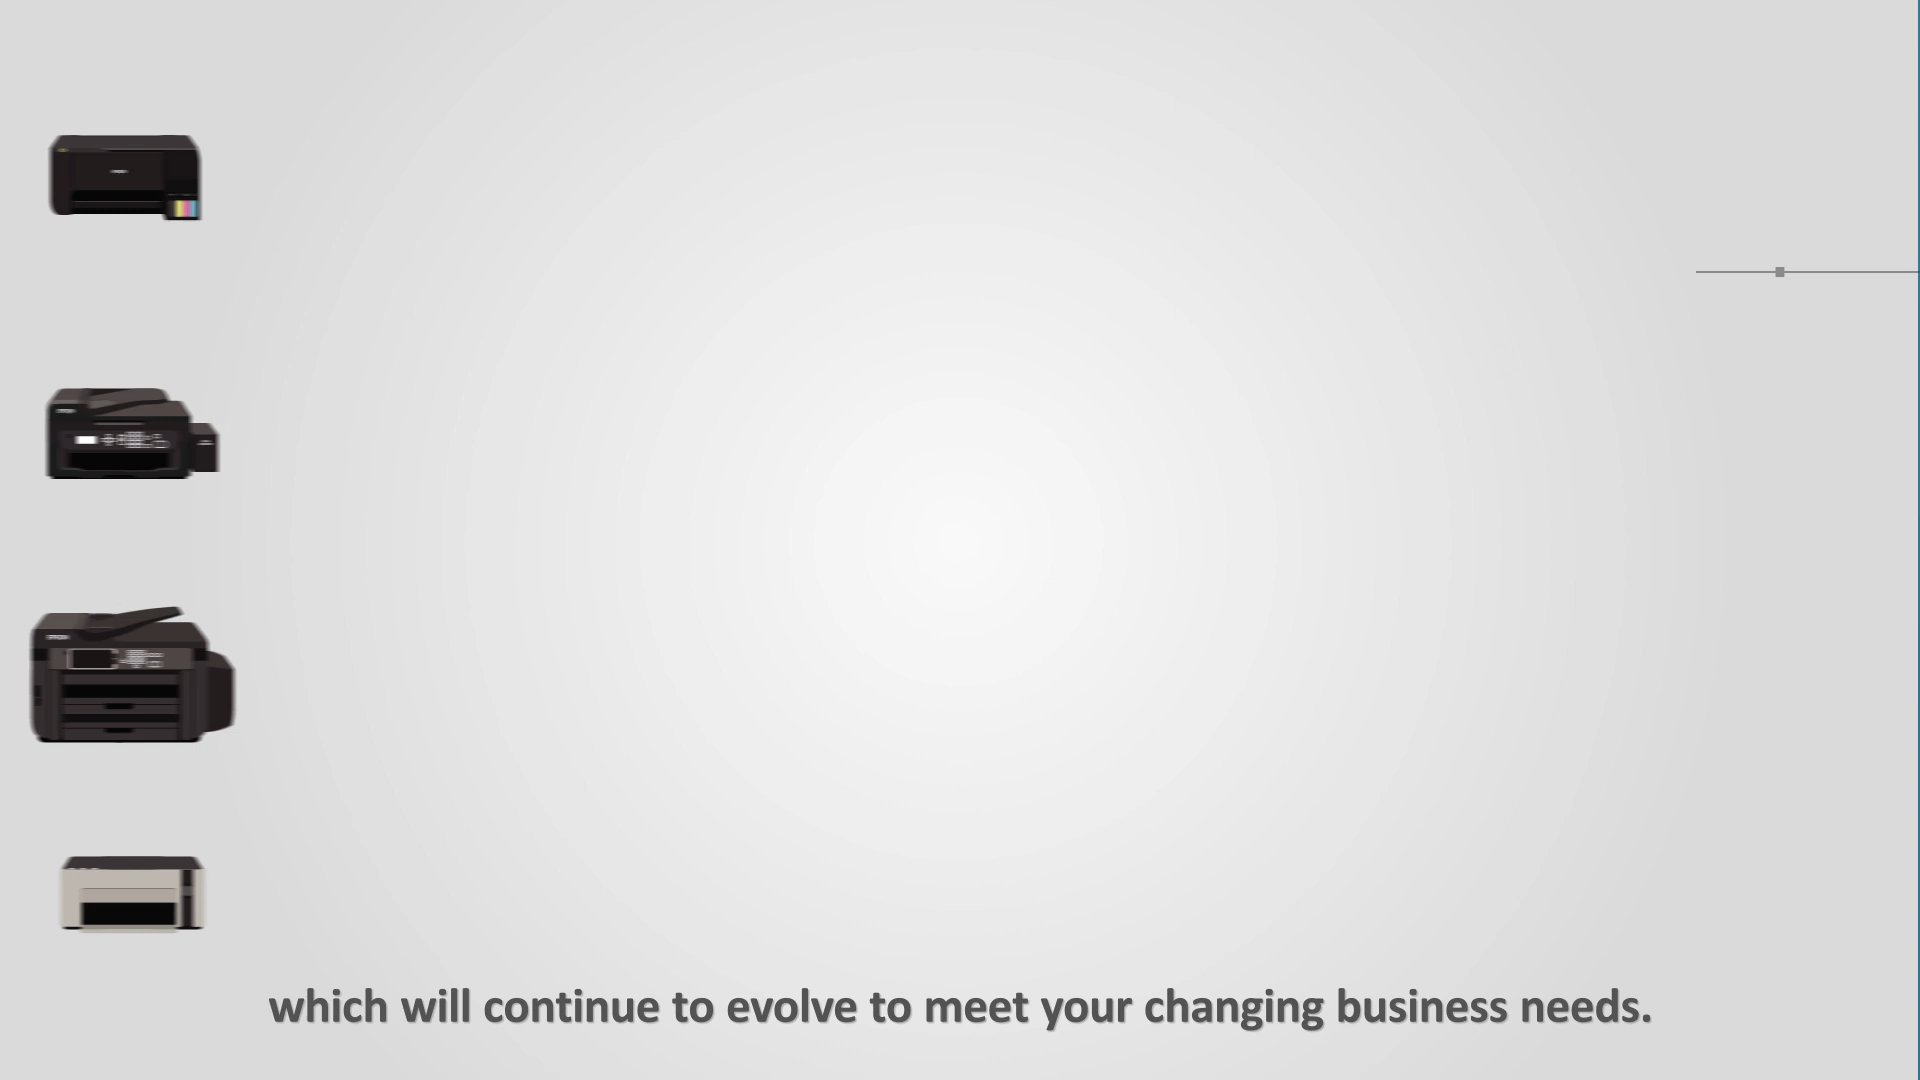 which will continue to evolve to meet your changing business needs.